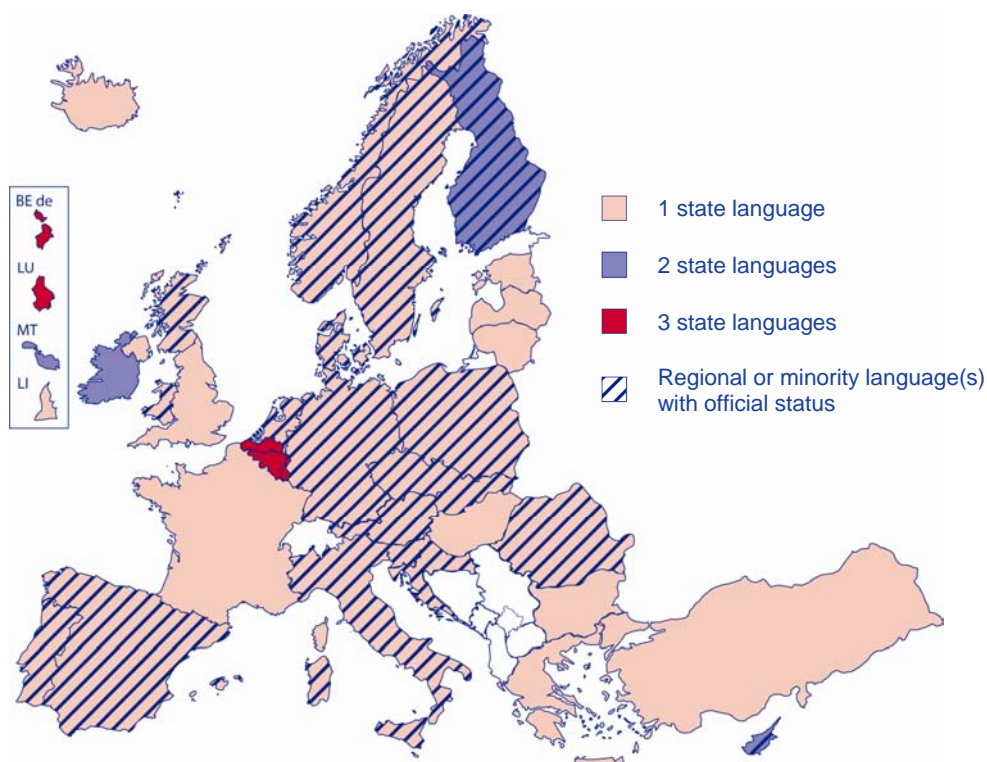 BE de
LU
MT
LI
1 state language
2 state languages
3 state languages
Regional or minority language(s)
with official status